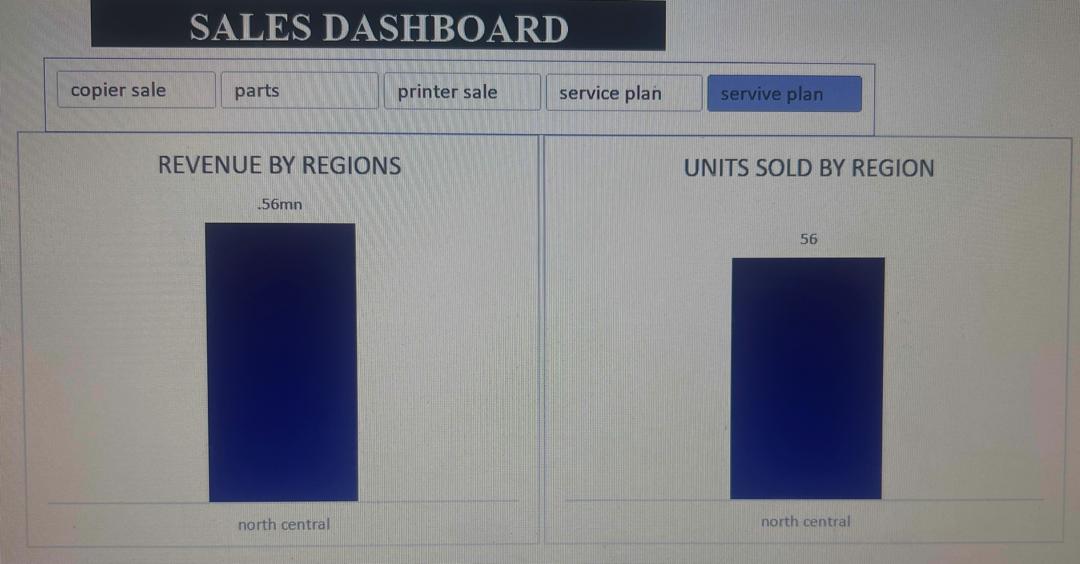 SALES DASHBOARD
copier sale parts printer sale service plan servive plan
REVENUE BY REGIONS
.56mn
north central
UNITS SOLD BY REGION
56
north central